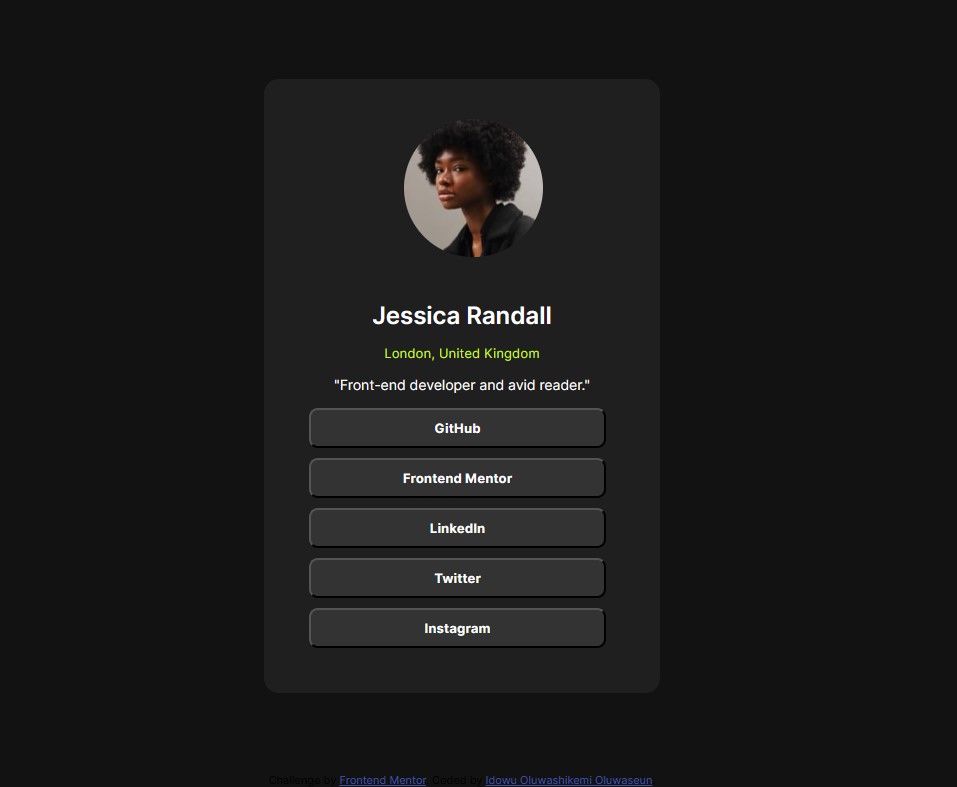 Jessica Randall
London, United Kingdom
"Front-end developer and avid reader."
GitHub
Frontend Mentor
LinkedIn
Twitter
Instagram
Challenge by Frontend Mentor. Coded by Idowu Oluwashikemi Oluwaseun